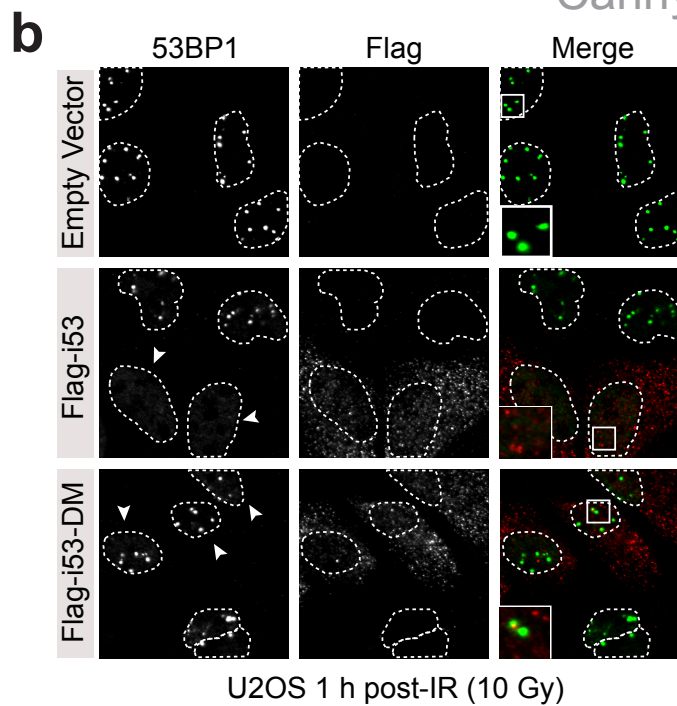 b
53BP1 Flag Merge
Empty Vector
Flag-i53
Flag-i53-DM
U2OS 1 h post-IR (10 Gy)